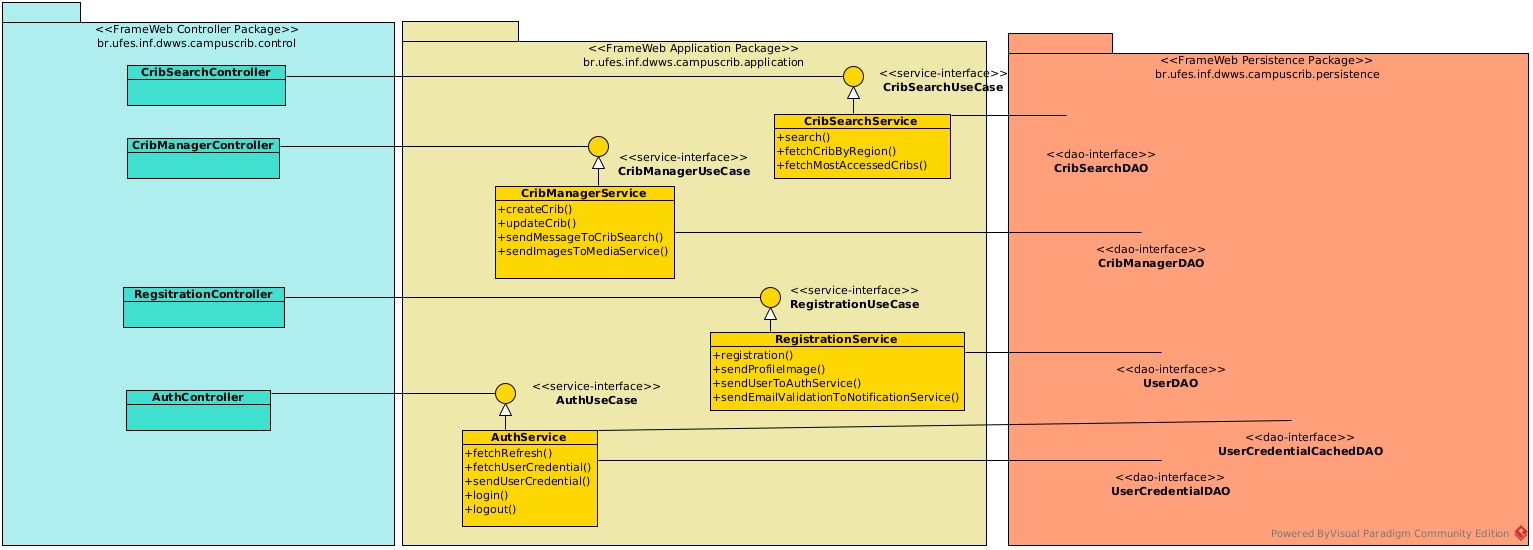 <<FrameWeb Controller Package>>
br.ufes.inf.dwws.campuscrib.control
CribSearchController
CribManagerController
RegsitrationController
AuthController
<<FrameWeb Application Package>>
br.ufes.inf.dwws.campuscrib.application
<<service-interface>>
CribSearchUseCase
CribSearchService
+search()
+fetchCribByRegion()
+fetchMostAccessedCribs()
<<service-interface>>
CribManagerUseCase
CribManagerService
+createCrib()
+updateCrib()
+sendMessageToCribSearch()
+sendImagesToMediaService()
<<service-interface>>
RegistrationUseCase
RegistrationService
+registration()
+sendProfileImage()
+sendUserToAuthService()
+sendEmailValidationToNotificationService()
<<service-interface>>
AuthUseCase
AuthService
+fetchRefresh()
+fetchUserCredential()
+sendUserCredential()
+login()
+logout()
<<FrameWeb Persistence Package>>
br.ufes.inf.dwws.campuscrib.persistence
<<dao-interface>>
CribSearchDAO
<<dao-interface>>
CribManagerDAO
<<dao-interface>>
UserDAO
<<dao-interface>>
UserCredentialCachedDAO
<<dao-interface>>
UserCredentialDAO
Powered ByVisual Paradigm Community Edition